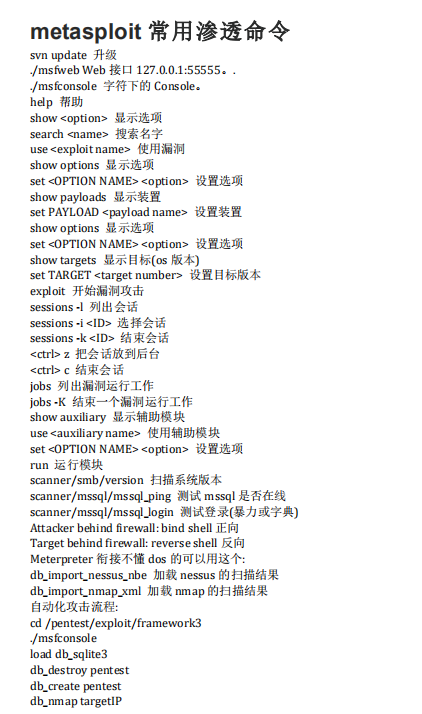 metasploit 常用渗透命令
svn update 升级
./msfweb Web 接口 127.0.0.1:55555。.
./msfconsole 字符下的 Console。
help 帮助
show <option> 显示选项
search <name> 搜索名字
use <exploit name> 使用漏洞
show options 显示选项
set <OPTION NAME> <option> 设置选项
show payloads 显示装置
set PAYLOAD <payload name> 设置装置
show options 显示选项
set <OPTION NAME> <option> 设置选项
show targets 显示目标(os 版本)
set TARGET <target number> 设置目标版本
exploit 开始漏洞攻击
sessions -l 列出会话
sessions -i <ID> 选择会话
sessions -k <ID> 结束会话
<ctrl> z 把会话放到后台
<ctrl> c 结束会话
jobs 列出漏洞运行工作
jobs -K 结束一个漏洞运行工作
show auxiliary 显示辅助模块
use <auxiliary name> 使用辅助模块
set <OPTION NAME> <option> 设置选项
run 运行模块
scanner/smb/version 扫描系统版本
scanner/mssql/mssql_ping 测试 mssql 是否在线
scanner/mssql/mssql_login 测试登录(暴力或字典)
Attacker behind firewall: bind shell 正向
Target behind firewall: reverse shell 反向
Meterpreter 衔接不懂 dos 的可以用这个:
db_import_nessus_nbe 加载 nessus 的扫描结果
db_import_nmap_xml 加载 nmap 的扫描结果
自动化攻击流程:
cd /pentest/exploit/framework3
./msfconsole
load db_sqlite3
db_destroy pentest
db_create pentest
db_nmap targetIP